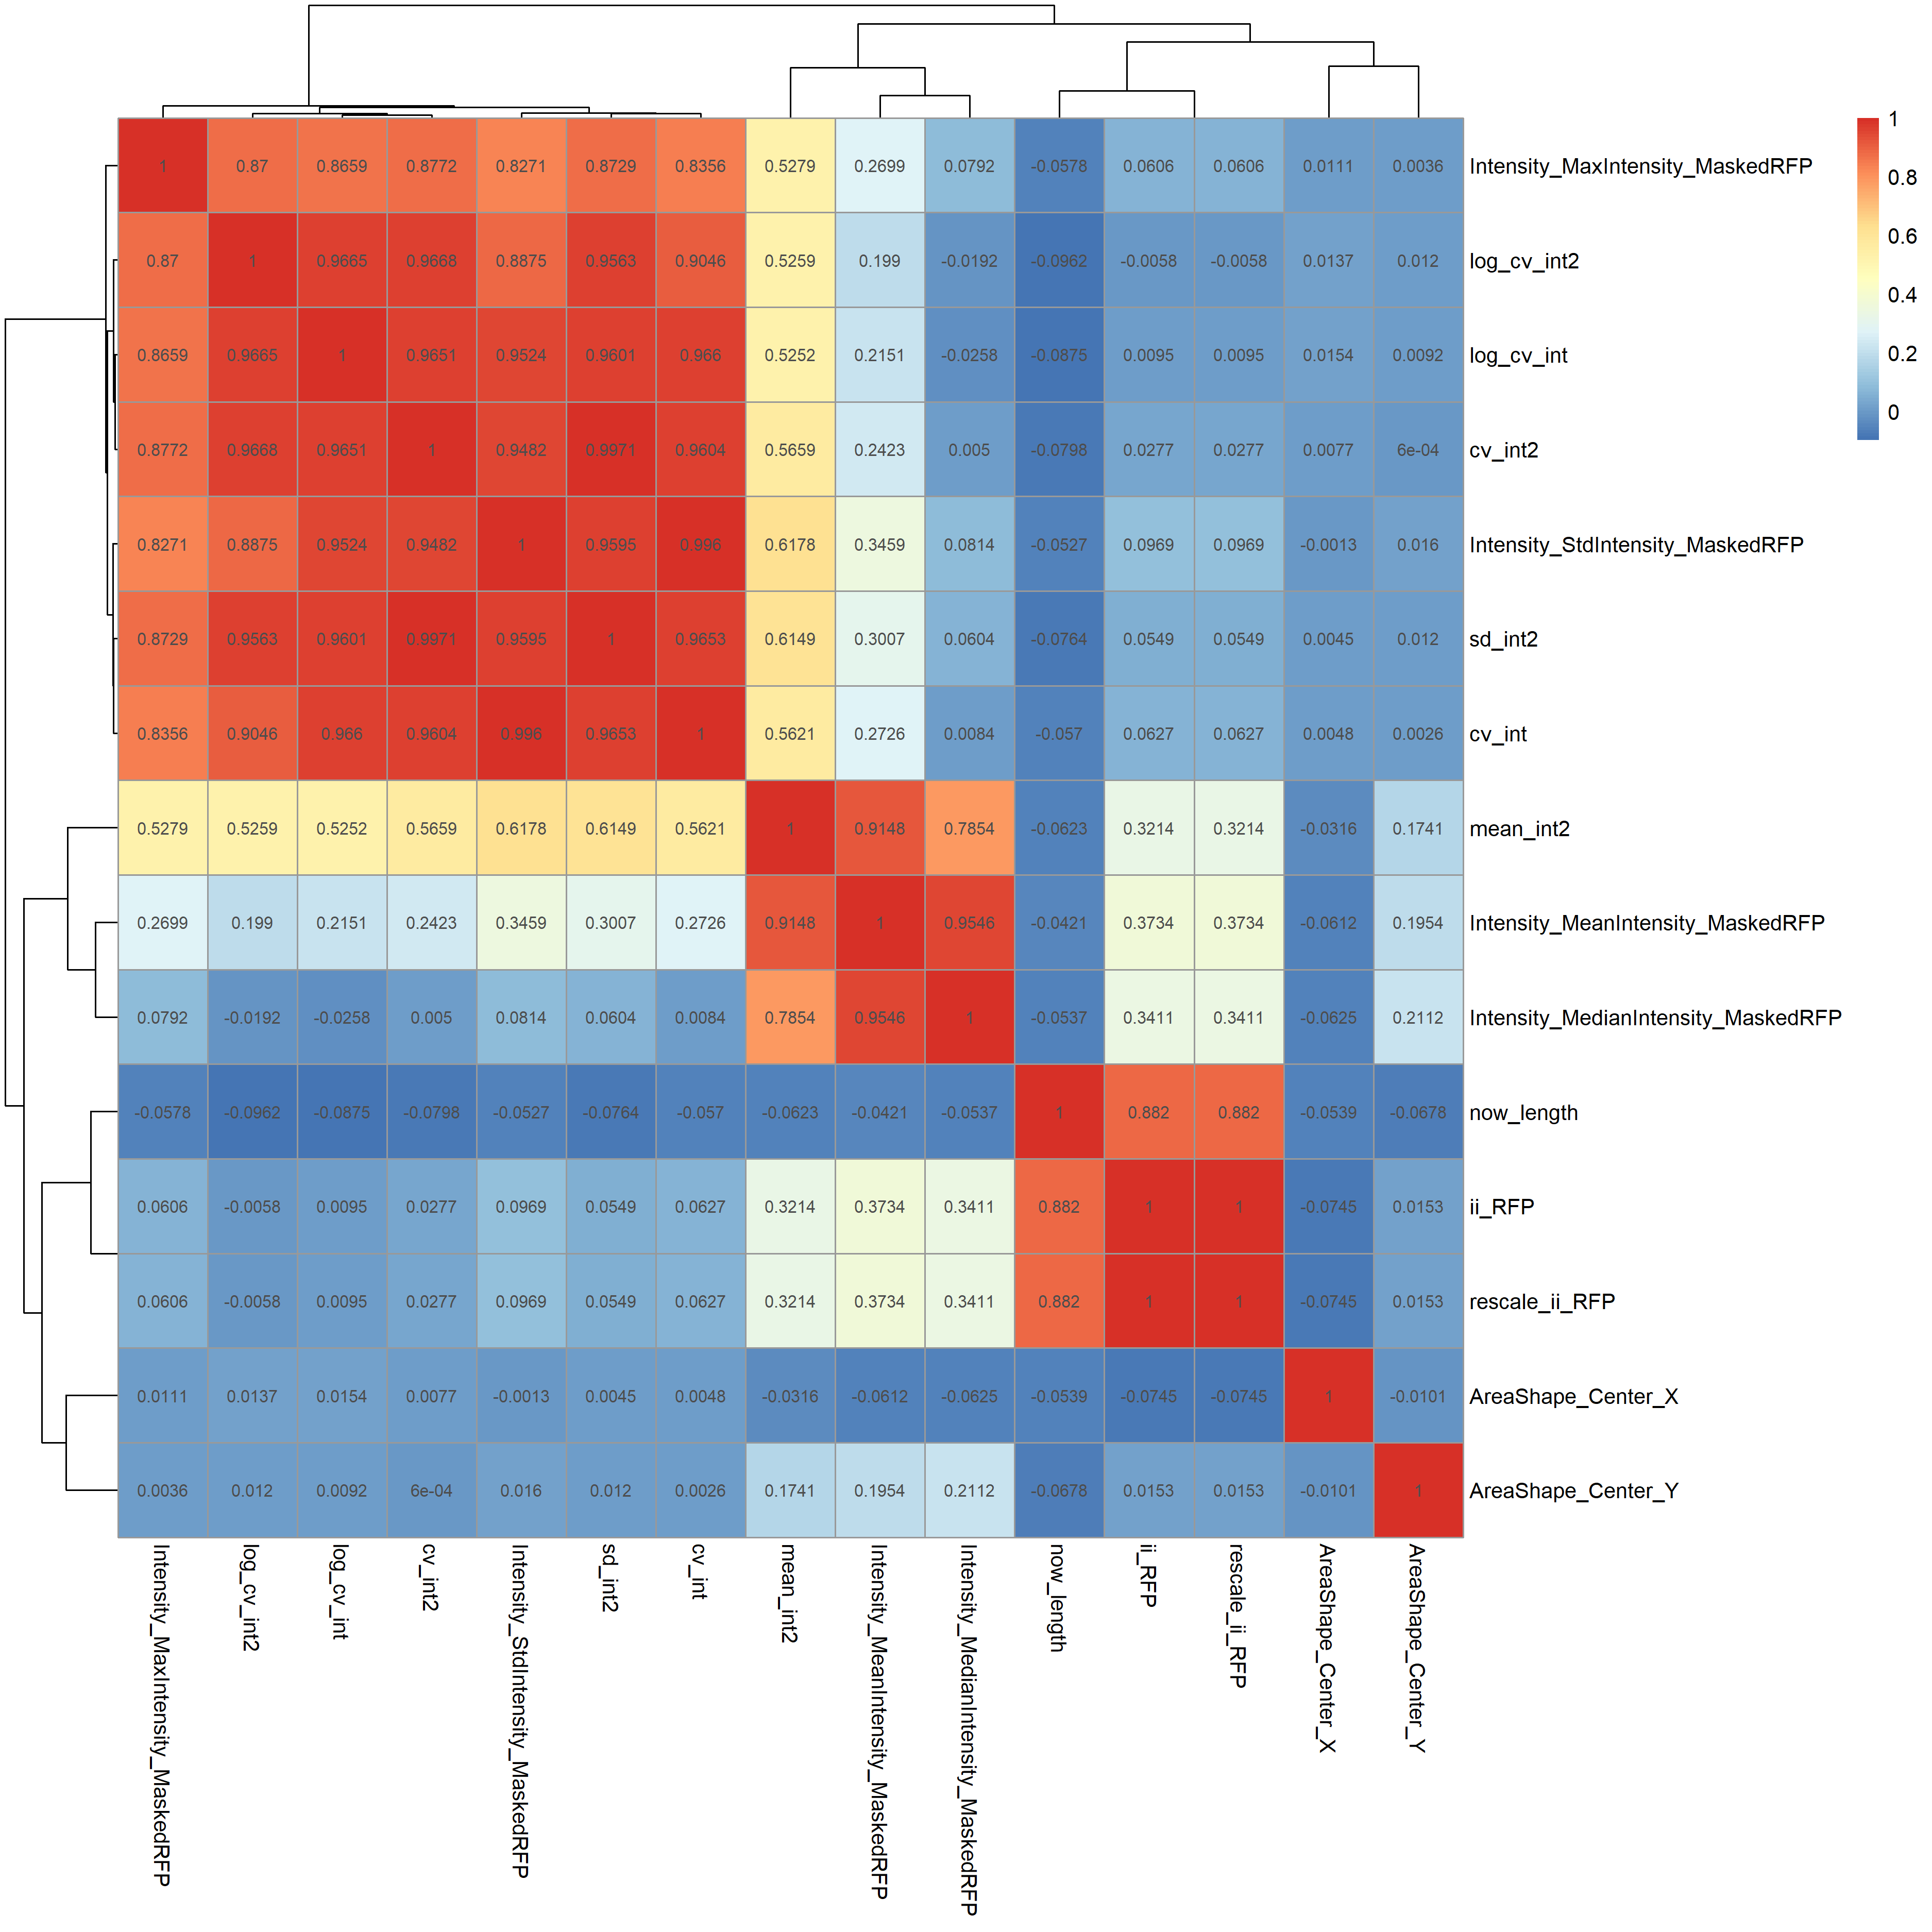 1 0.87 0.8659 0.8772 0.8271 0.8729 0.8356 0.5279 0.2699 0.0792 -0.0578 0.0606 0.0606 0.0111 0.0036 Intensity_MaxIntensity_MaskedRFP
0.87 1 0.9665 0.9668 0.8875 0.9563 0.9046 0.5259 0.199 -0.0192 -0.0962 -0.0058 -0.0058 0.0137 0.012 log_cv_int2
0.8659 0.9665 1 0.9651 0.9524 0.9601 0.966 0.5252 0.2151 -0.0258 -0.0875 0.0095 0.0095 0.0154 0.0092 log_cv_int
0.8772 0.9668 0.9651 1 0.9482 0.9971 0.9604 0.5659 0.2423 0.005 -0.0798 0.0277 0.0277 0.0077 6e-04 cv_int2
0.8271 0.8875 0.9524 0.9482 1 0.9595 0.996 0.6178 0.3459 0.0814 -0.0527 0.0969 0.0969 -0.0013 0.016 Intensity_StdIntensity_MaskedRFP
0.8729 0.9563 0.9601 0.9971 0.9595 1 0.9653 0.6149 0.3007 0.0604 -0.0764 0.0549 0.0549 0.0045 0.012 sd_int2
0.8356 0.9046 0.966 0.9604 0.996 0.9653 1 0.5621 0.2726 0.0084 -0.057 0.0627 0.0627 0.0048 0.0026 cv_int
0.5279 0.5259 0.5252 0.5659 0.6178 0.6149 0.5621 1 0.9148 0.7854 -0.0623 0.3214 0.3214 -0.0316 0.1741 mean_int2
0.2699 0.199 0.2151 0.2423 0.3459 0.3007 0.2726 0.9148 1 0.9546 -0.0421 0.3734 0.3734 -0.0612 0.1954 Intensity_MeanIntensity_MaskedRFP
0.0792 -0.0192 -0.0258 0.005 0.0814 0.0604 0.0084 0.7854 0.9546 1 -0.0537 0.3411 0.3411 -0.0625 0.2112 Intensity_MedianIntensity_MaskedRFP
-0.0578 -0.0962 -0.0875 -0.0798 -0.0527 -0.0764 -0.057 -0.0623 -0.0421 -0.0537 1 0.882 0.882 -0.0539 -0.0678 now_length
0.0606 -0.0058 0.0095 0.0277 0.0969 0.0549 0.0627 0.3214 0.3734 0.3411 0.882 1 1 -0.0745 0.0153 ii_RFP
0.0606 -0.0058 0.0095 0.0277 0.0969 0.0549 0.0627 0.3214 0.3734 0.3411 0.882 1 1 -0.0745 0.0153 rescale_ii_RFP
0.0111 0.0137 0.0154 0.0077 -0.0013 0.0045 0.0048 -0.0316 -0.0612 -0.0625 -0.0539 -0.0745 -0.0745 1 -0.0101 AreaShape_Center_X
0.0036 0.012 0.0092 6e-04 0.016 0.012 0.0026 0.1741 0.1954 0.2112 -0.0678 0.0153 0.0153 -0.0101 1 AreaShape_Center_Y
Intensity_MaxIntensity_MaskedRFP
log_cv_int2
log_cv_int
cv_int2
Intensity_StdIntensity_MaskedRFP
sd_int2
cv_int
mean_int2
Intensity_MeanIntensity_MaskedRFP
Intensity_MedianIntensity_MaskedRFP
now_length
ii_RFP
rescale_ii_RFP
AreaShape_Center_X
AreaShape_Center_Y
1
0.8
0.6
0.4
0.2
0